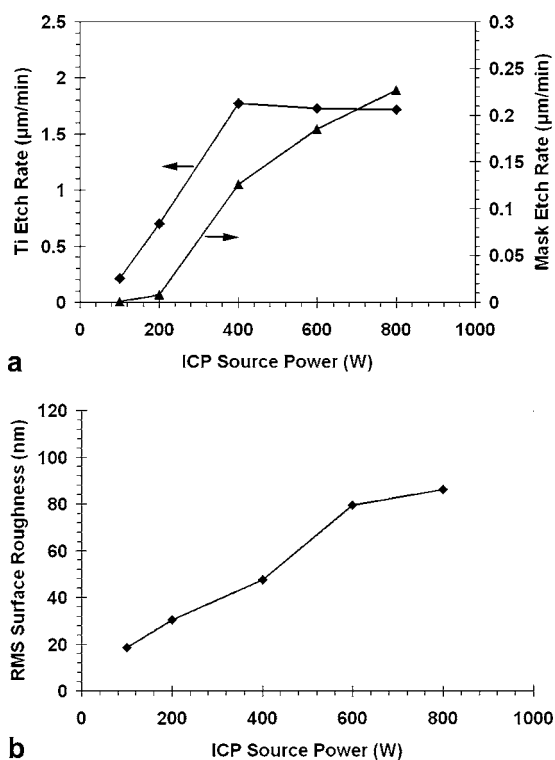 2.5
2
1.5
1
0.5
0
Ti Etch Rate (µm/min)
0.3
0.25
0.2
0.15
0.1
0.05
0
Mask Etch Rate (µm/min)
0 200 400 600 800 1000
ICP Source Power (W)
a
120
100
80
60
40
20
0
RMS Surface Roughness (nm)
0 200 400 600 800 1000
ICP Source Power (W)
b